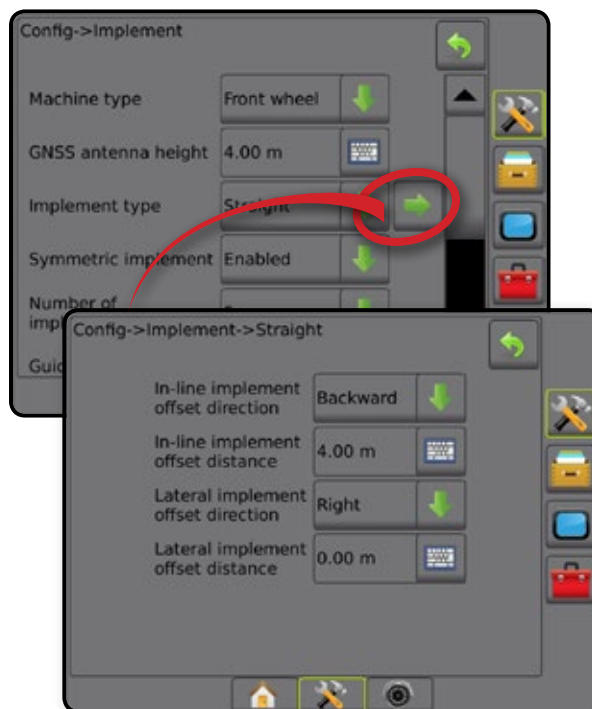 Config->Implement
Machine type Front wheel
GNSS antenna height 4.00 m
Implement type Straight
Symmetric implement Enabled
Number of
Config->Implement->Straight
In-line implement
offset direction Backward
In-line implement
offset distance 4.00 m
Lateral implement
offset direction Right
Lateral implement
offset distance 0.00 m